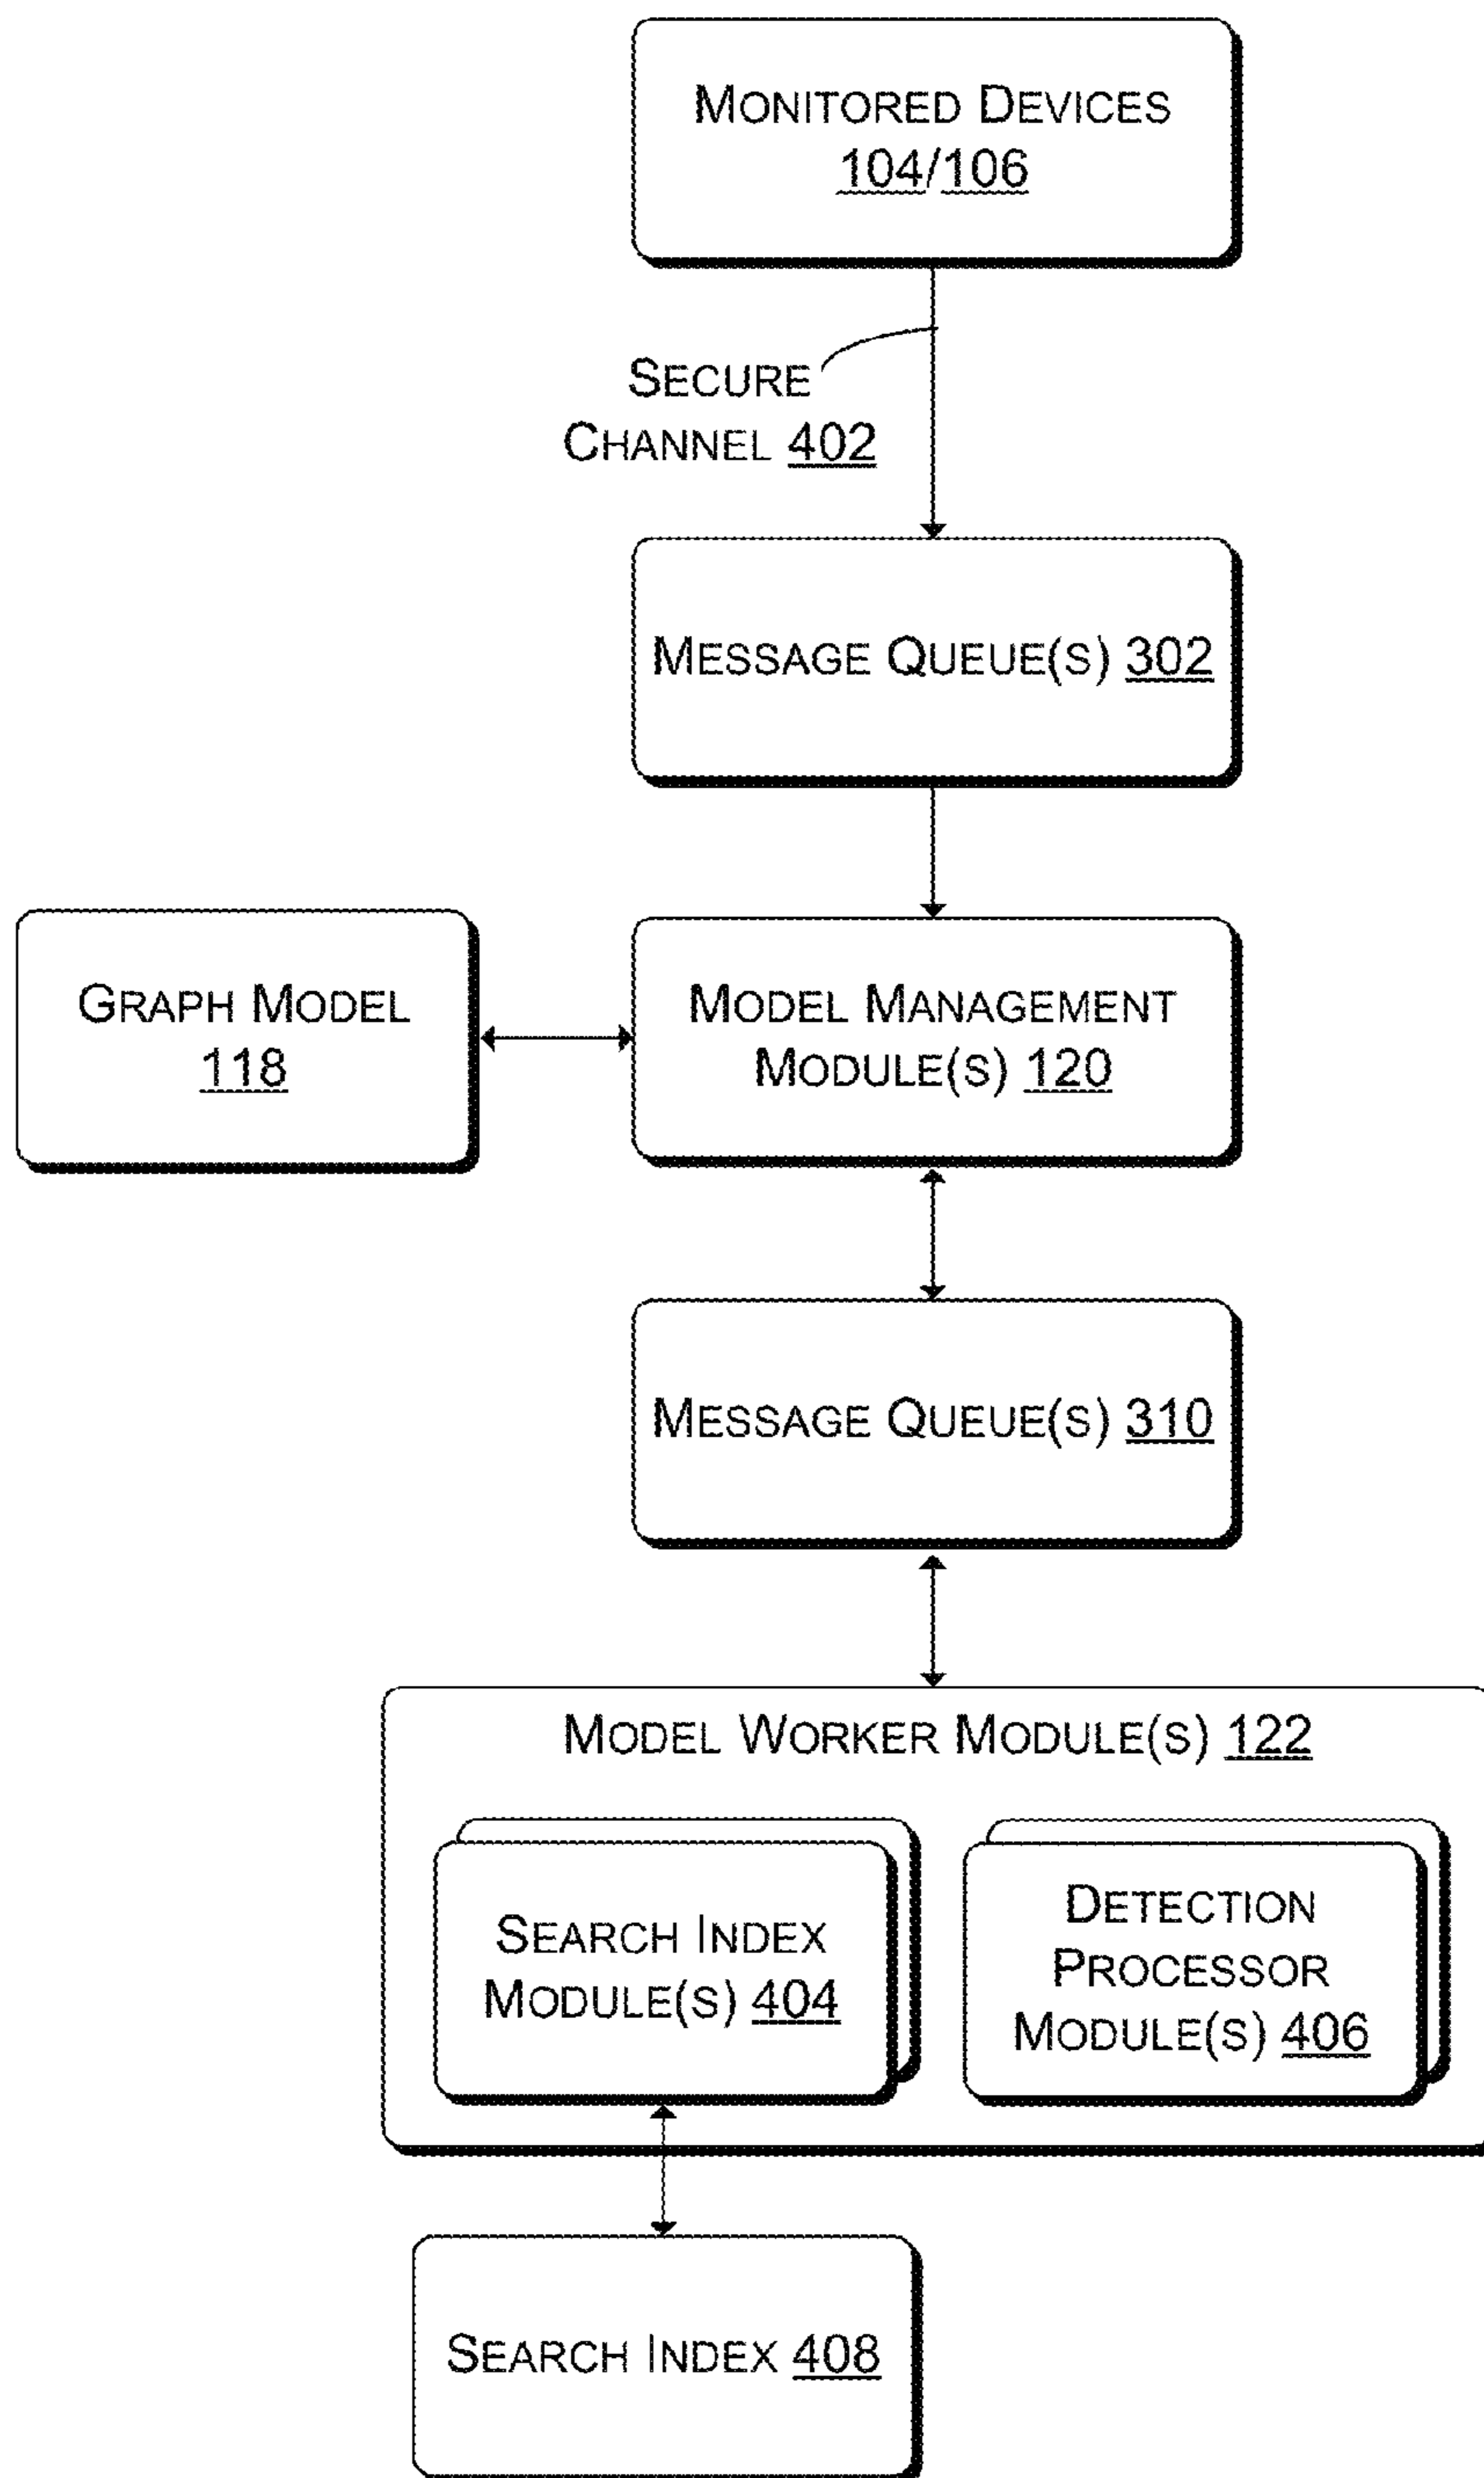 MONITORED DEVICES
104/106
SECURE
CHANNEL 402
MESSAGE QUEUE(S) 302
GRAPH MODEL
118
MODEL MANAGEMENT
MODULE(S) 120
MESSAGE QUEUE(S) 310
MODEL WORKER MODULE(S) 122
SEARCH INDEX
MODULE(S) 404
DETECTION
PROCESSOR
MODULE(S) 406
SEARCH INDEX 408